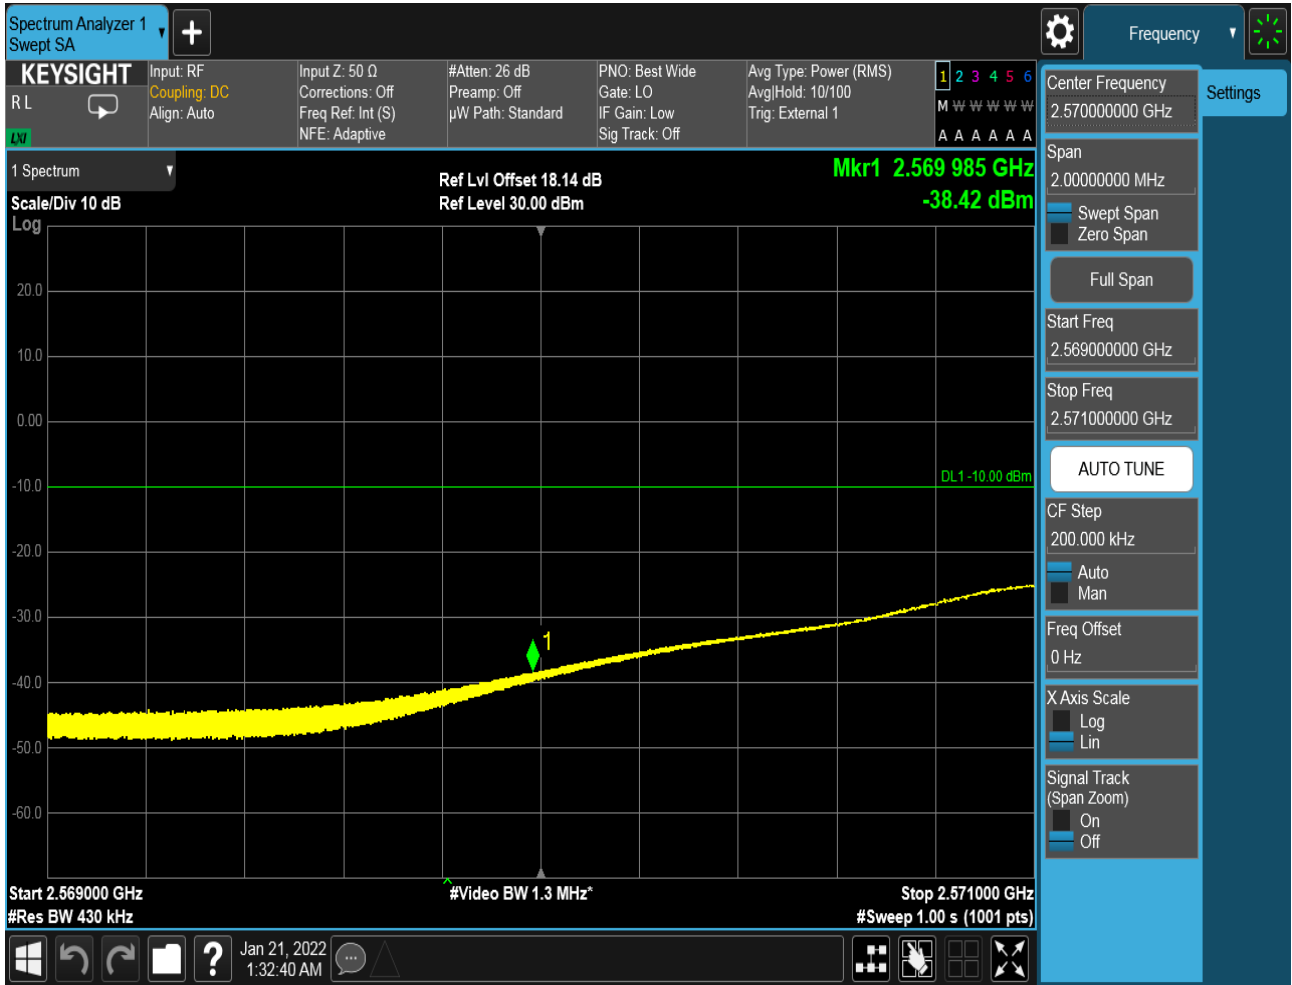 Spectrum Analyzer 1
Swept SA
Frequency
KEYSIGHT
R L
LXI
Input: RF
Coupling: DC
Align: Auto
Input Z: 50 Ω
Corrections: Off
Freq Ref: Int (S)
NFE: Adaptive
#Atten: 26 dB
Preamp: Off
µW Path: Standard
PNO: Best Wide
Gate: LO
IF Gain: Low
Sig Track: Off
Avg Type: Power (RMS)
Avg|Hold: 10/100
Trig: External 1
1 2 3 4 5 6
M W W W W W
A A A A A A
1 Spectrum
Scale/Div 10 dB
Log
Ref Lvl Offset 18.14 dB
Ref Level 30.00 dBm
Mkr1 2.569 985 GHz
-38.42 dBm
20.0
10.0
0.00
-10.0
-20.0
-30.0
-40.0
-50.0
-60.0
DL1 -10.00 dBm
1
Start 2.569000 GHz
#Res BW 430 kHz
#Video BW 1.3 MHz*
Stop 2.571000 GHz
#Sweep 1.00 s (1001 pts)
Jan 21, 2022
1:32:40 AM
?
Center Frequency
2.570000000 GHz
Span
2.00000000 MHz
Swept Span
Zero Span
Full Span
Start Freq
2.569000000 GHz
Stop Freq
2.571000000 GHz
AUTO TUNE
CF Step
200.000 kHz
Auto
Man
Freq Offset
0 Hz
X Axis Scale
Log
Lin
Signal Track
(Span Zoom)
On
Off
Settings